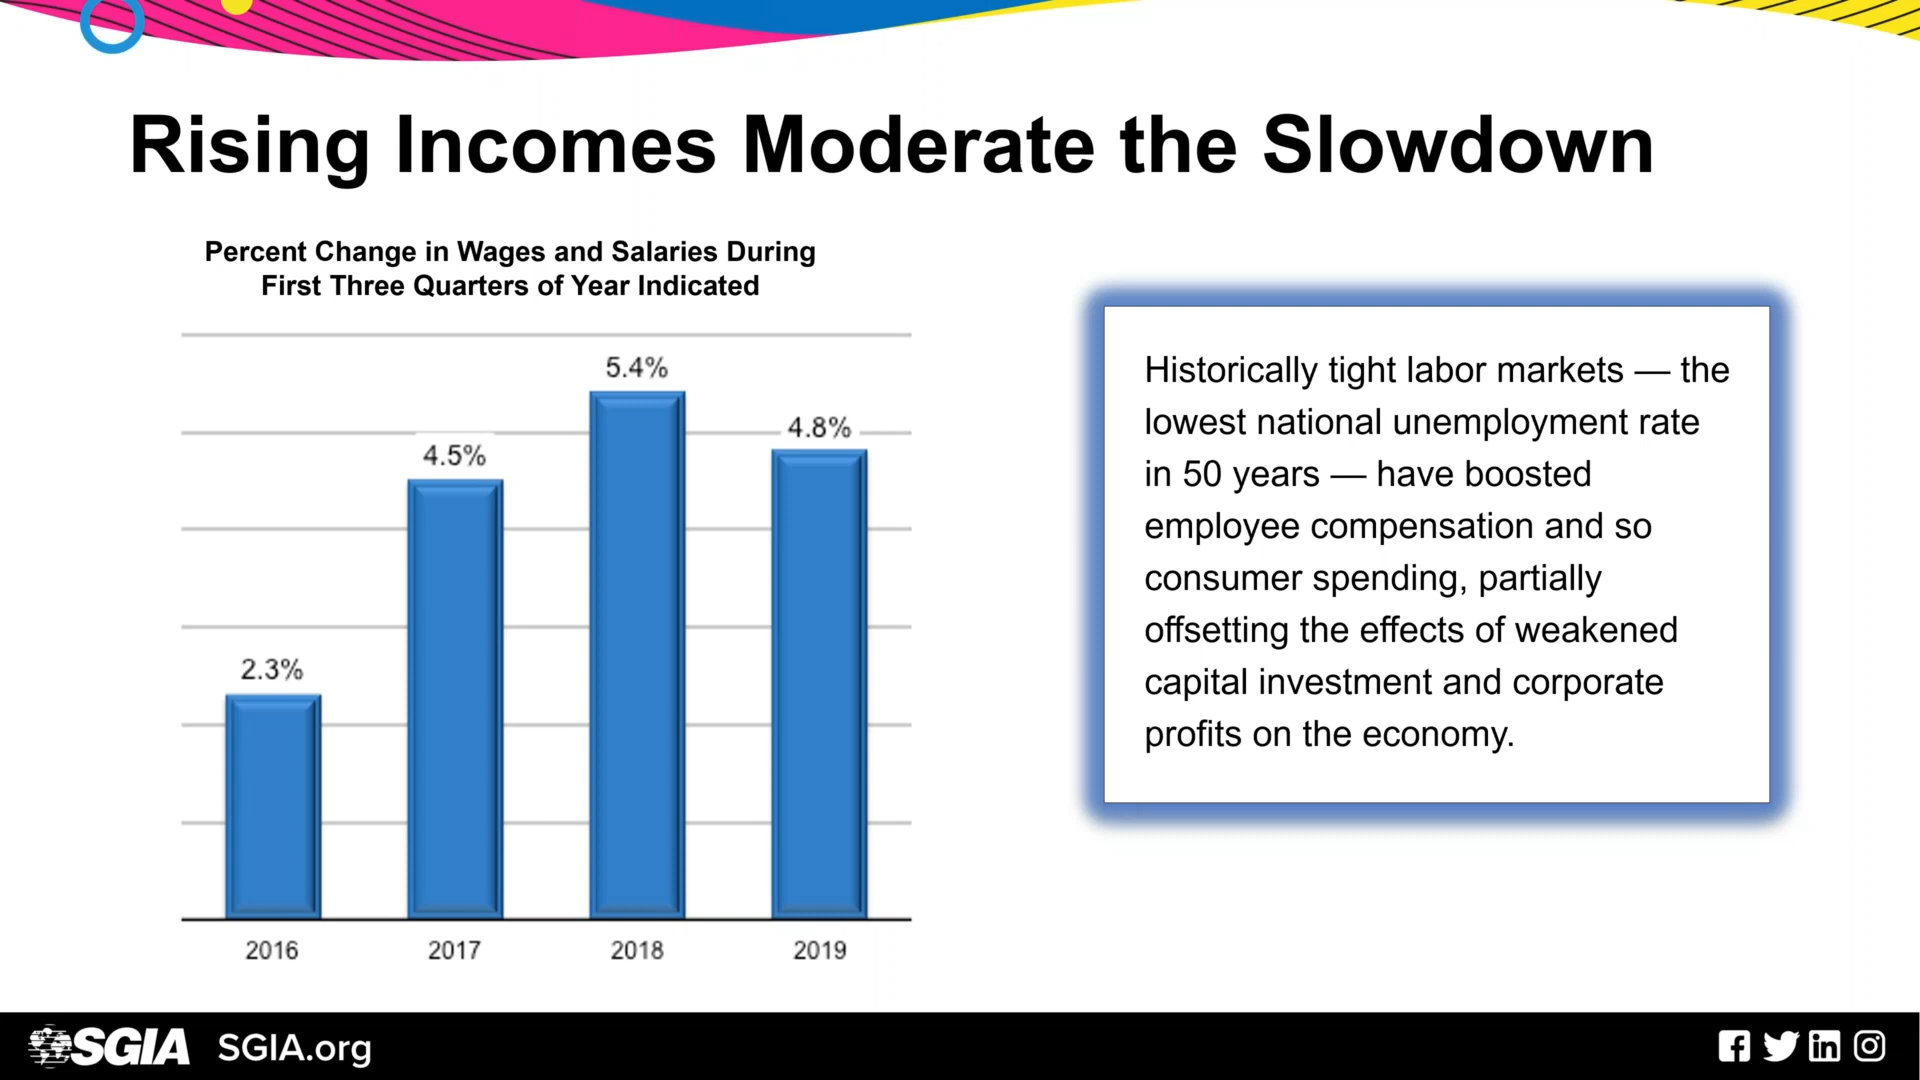 Rising Incomes Moderate the Slowdown
Percent Change in Wages and Salaries During
First Three Quarters of Year Indicated
2.3%
4.5%
5.4%
4.8%
2016
2017
2018
2019
Historically tight labor markets — the
lowest national unemployment rate
in 50 years — have boosted
employee compensation and so
consumer spending, partially
offsetting the effects of weakened
capital investment and corporate
profits on the economy.
SGIA SGIA.org